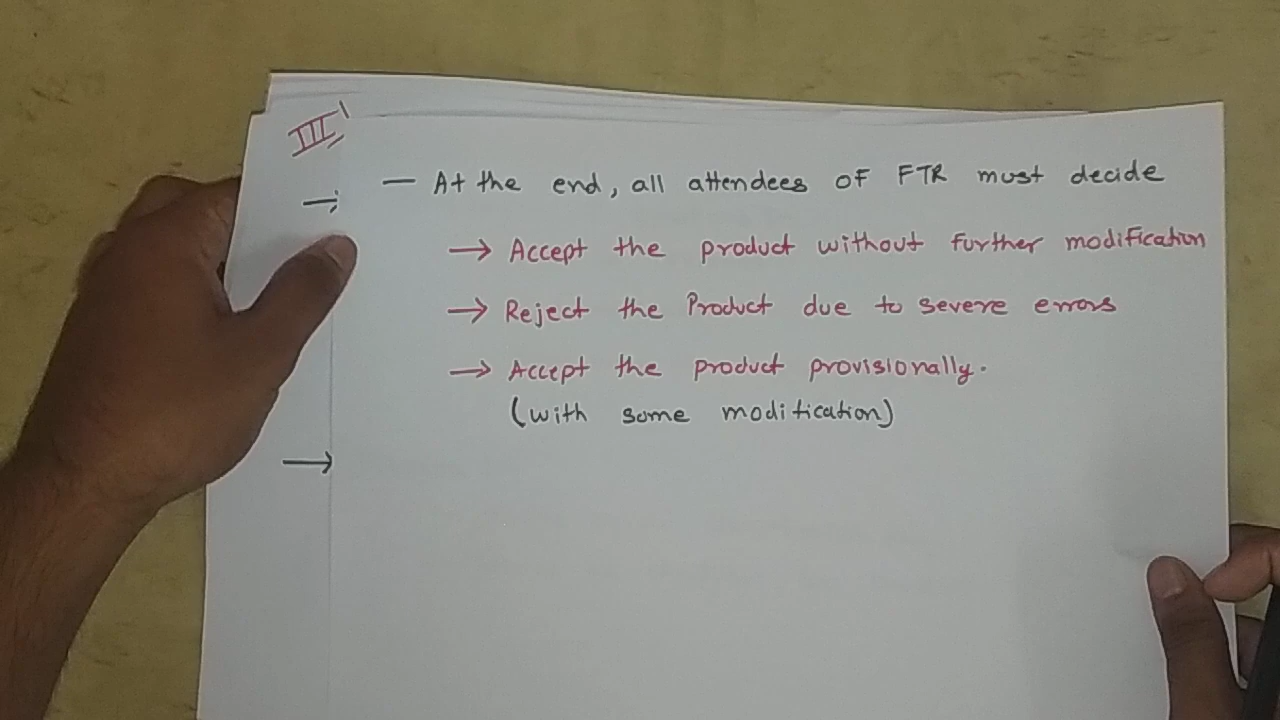 III
— At the end, all attendees of FTR must decide
→ Accept the product without further modification
→ Reject the Product due to severe errors
→ Accept the product provisionally.
(with some modification)
→